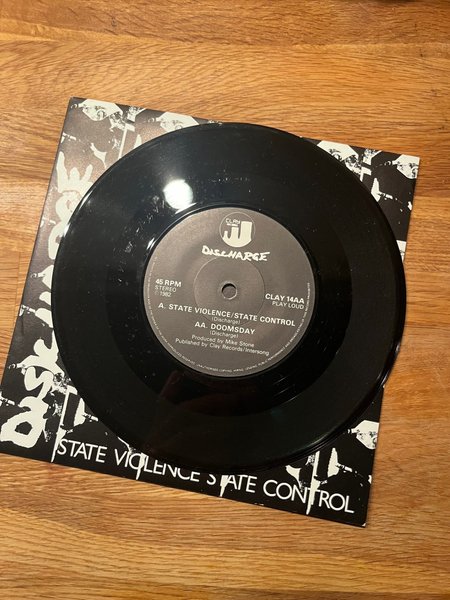 CLAY
DISCHARGE
45 RPM
STEREO
℗1982
CLAY 14AA
PLAY LOUD
A. STATE VIOLENCE/STATE CONTROL
(Discharge)
AA. DOOMSDAY
(Discharge)
Produced by Mike Stone
Published by Clay Records/Intersong
STATE VIOLENCE STATE CONTROL